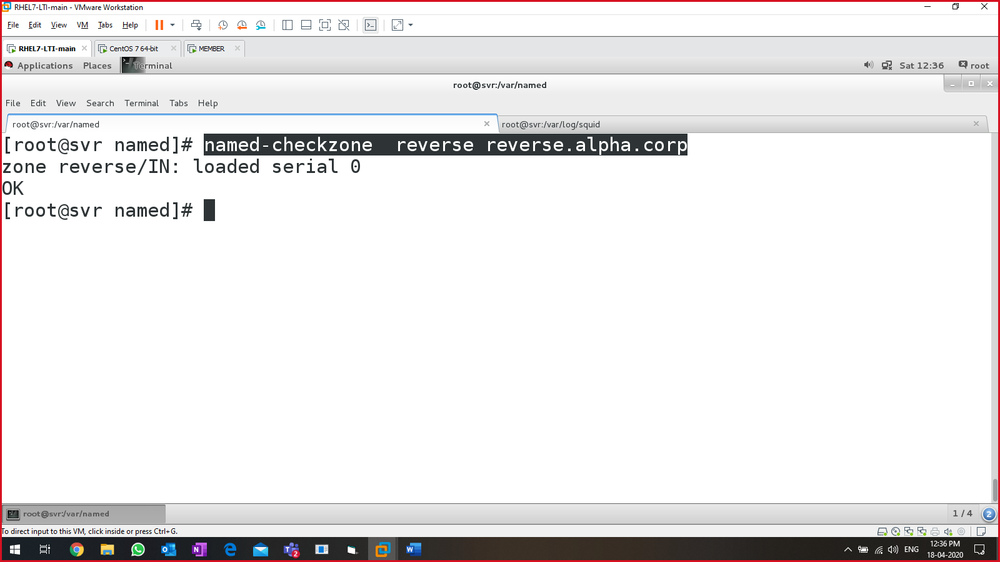 RHEL7-LTI-main - VMware Workstation
File Edit View VM Tabs Help
RHEL7-LTI-main CentOS 7 64-bit MEMBER
Applications Places Terminal Sat 12:36 root
root@svr:/var/named
File Edit View Search Terminal Tabs Help
root@svr:/var/named root@svr:/var/log/squid
[root@svr named]# named-checkzone  reverse reverse.alpha.corp
zone reverse/IN: loaded serial 0
OK
[root@svr named]#
root@svr:/var/named 1 / 4 2
To direct input to this VM, click inside or press Ctrl+G.
2 ENG 12:36 PM
18-04-2020